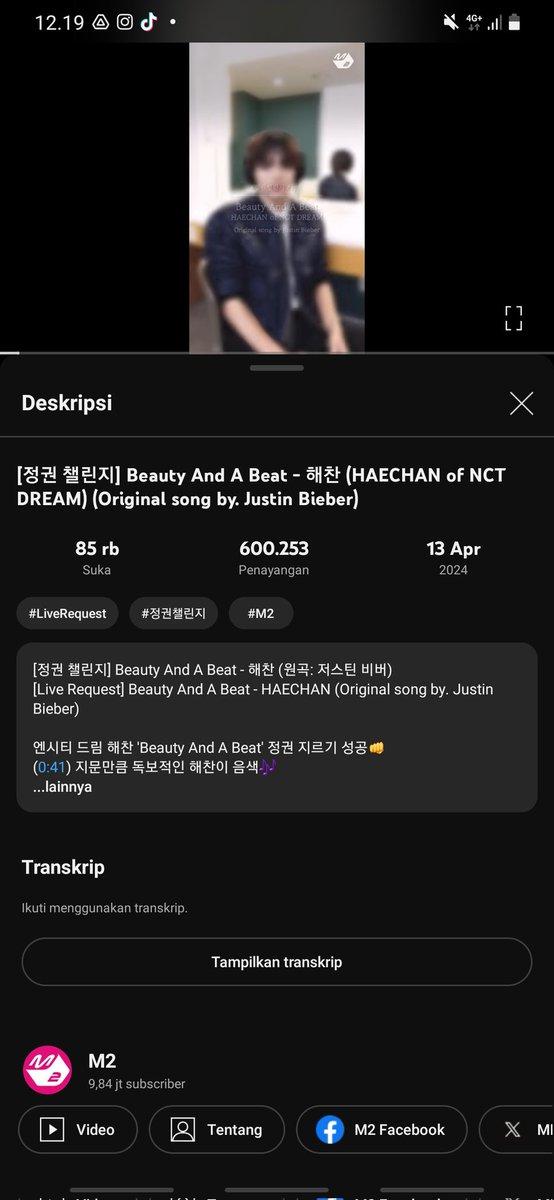 12.19
4G+
Beauty And A Beat
HAECHAN of NCT DREAM
Original song by Justin Bieber
Deskripsi
[정권 챌린지] Beauty And A Beat - 해찬 (HAECHAN of NCT
DREAM) (Original song by. Justin Bieber)
85 rb
600.253
13 Apr
Suka
Penayangan
2024
#LiveRequest
#정권챌린지
#M2
[정권 챌린지] Beauty And A Beat - 해찬 (원곡: 저스틴 비버)
[Live Request] Beauty And A Beat - HAECHAN (Original song by. Justin
Bieber)
엔시티 드림 해찬 'Beauty And A Beat' 정권 지르기 성공👊
(0:41) 지문만큼 독보적인 해찬이 음색🎶
...lainnya
Transkrip
Ikuti menggunakan transkrip.
Tampilkan transkrip
M2
M2
9,84 jt subscriber
Video
Tentang
M2 Facebook